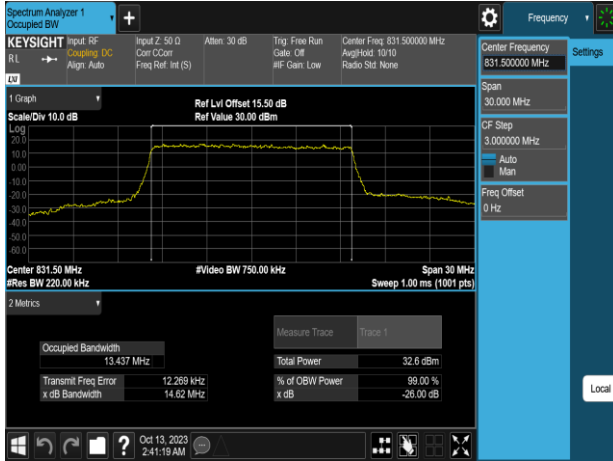 Spectrum Analyzer 1
Occupied BW
+
Frequency
KEYSIGHT
RL
LXI
Input: RF
Coupling: DC
Align: Auto
Input Z: 50 Ω
Corr CCorr
Freq Ref: Int (S)
Atten: 30 dB
Trig: Free Run
Gate: Off
#IF Gain: Low
Center Freq: 831.500000 MHz
Avg|Hold: 10/10
Radio Std: None
Center Frequency
831.500000 MHz
Settings
Span
30.000 MHz
CF Step
3.000000 MHz
Auto
Man
Freq Offset
0 Hz
Local
1 Graph
Scale/Div 10.0 dB
Ref Lvl Offset 15.50 dB
Ref Value 30.00 dBm
Log
20.0
10.0
0.00
-10.0
-20.0
-30.0
-40.0
-50.0
-60.0
Center 831.50 MHz
#Video BW 750.00 kHz
Span 30 MHz
#Res BW 220.00 kHz
Sweep 1.00 ms (1001 pts)
2 Metrics
Measure Trace
Trace 1
Occupied Bandwidth
13.437 MHz
Total Power
32.6 dBm
Transmit Freq Error
12.269 kHz
% of OBW Power
99.00 %
x dB Bandwidth
14.62 MHz
x dB
-26.00 dB
?
Oct 13, 2023
2:41:19 AM